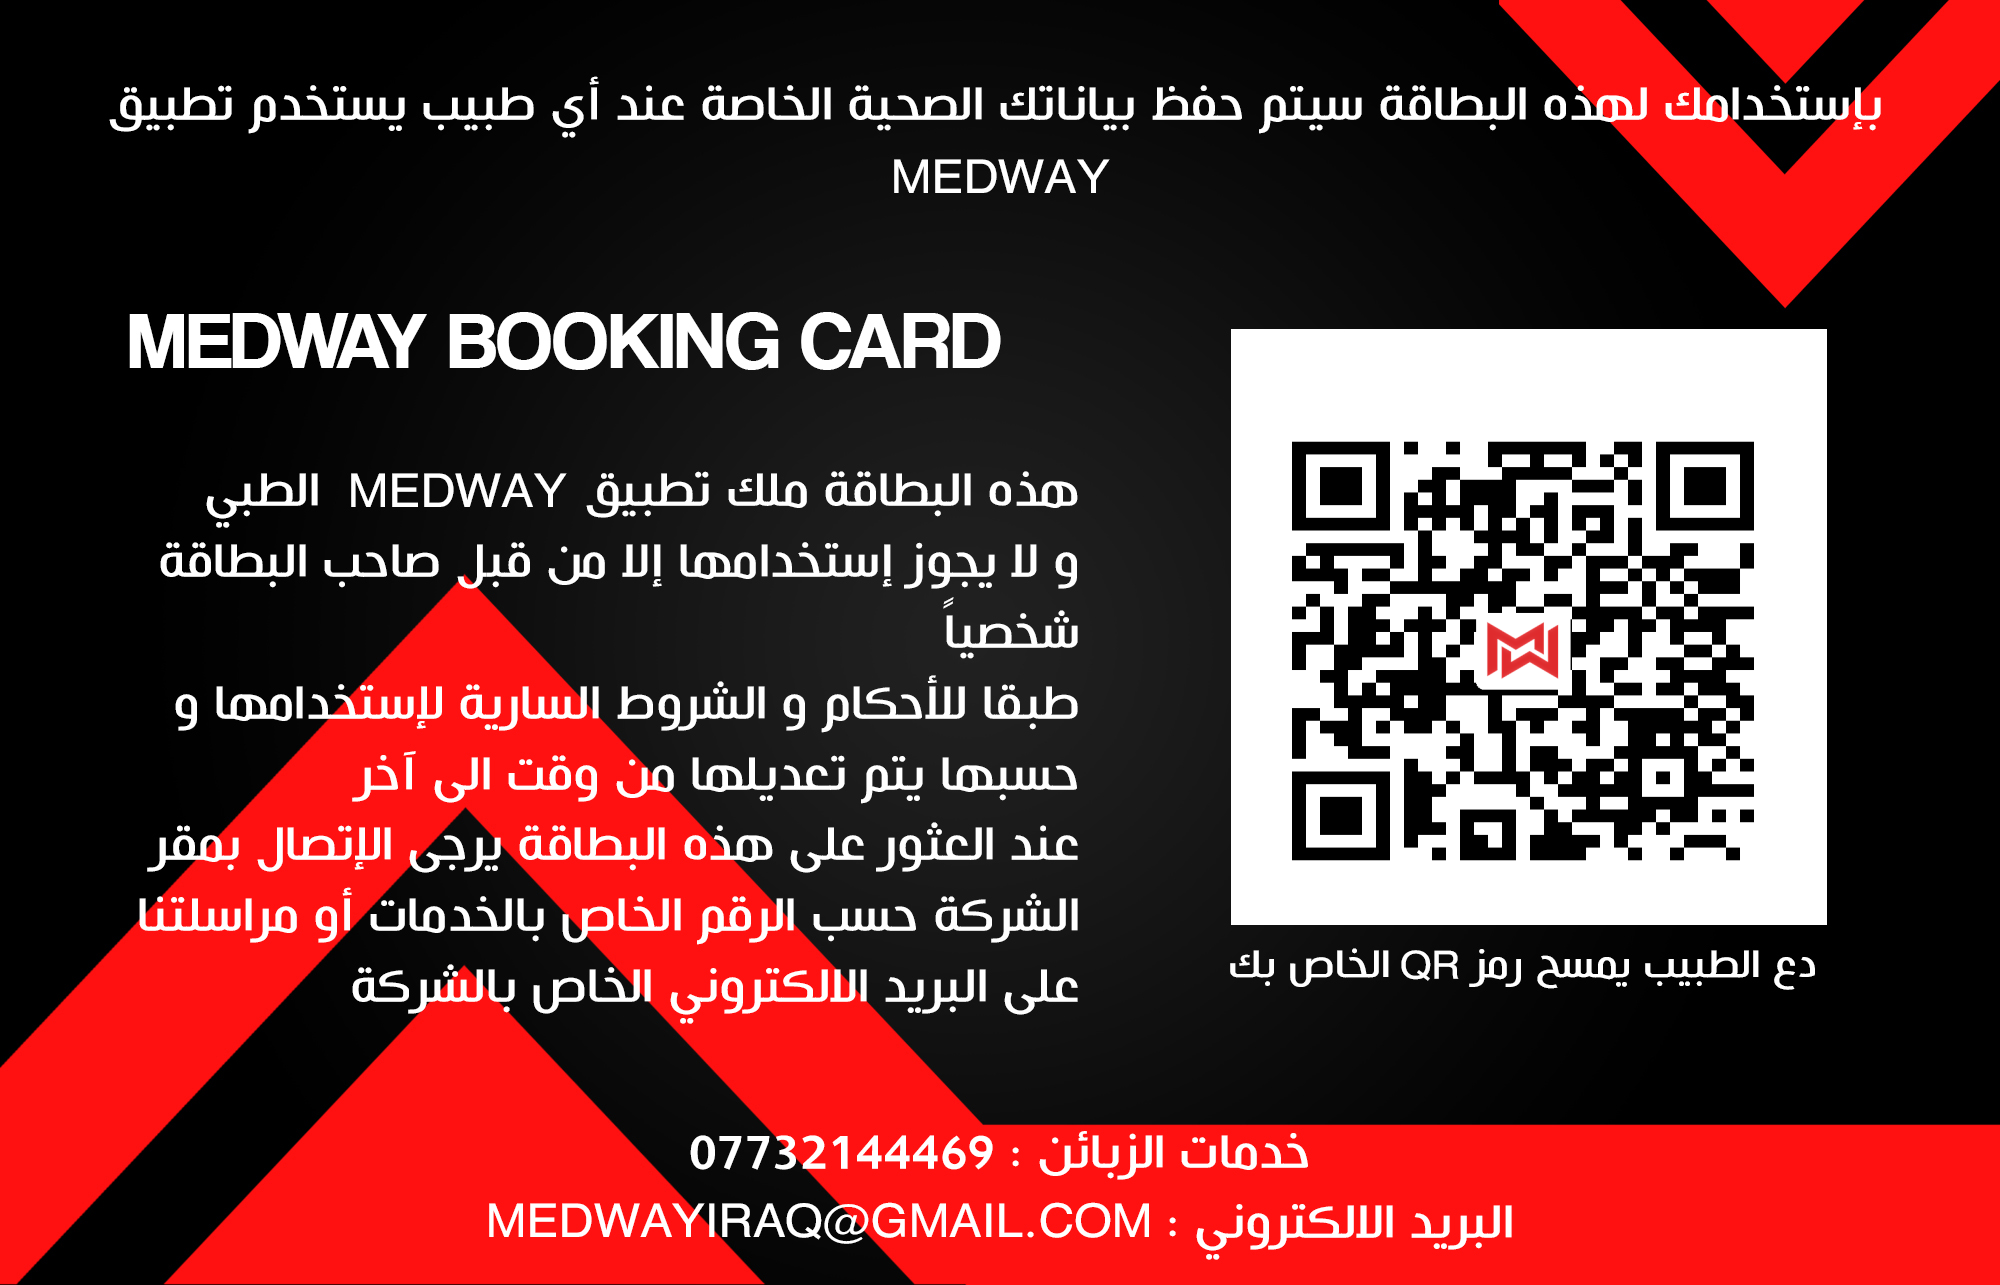 بإستخدامك لهذه البطاقة سيتم حفظ بياناتك الصحية الخاصة عند أي طبيب يستخدم تطبيق
MEDWAY
MEDWAY BOOKING CARD
هذه البطاقة ملك تطبيق MEDWAY الطبي
و لا يجوز إستخدامها إلا من قبل صاحب البطاقة
شخصياً
طبقا للأحكام و الشروط السارية لإستخدامها و
حسبها يتم تعديلها من وقت الى آخر
عند العثور على هذه البطاقة يرجى الإتصال بمقر
الشركة حسب الرقم الخاص بالخدمات أو مراسلتنا
على البريد الالكتروني الخاص بالشركة
دع الطبيب يمسح رمز QR الخاص بك
خدمات الزبائن : 07732144469
البريد الالكتروني : MEDWAYIRAQ@GMAIL.COM